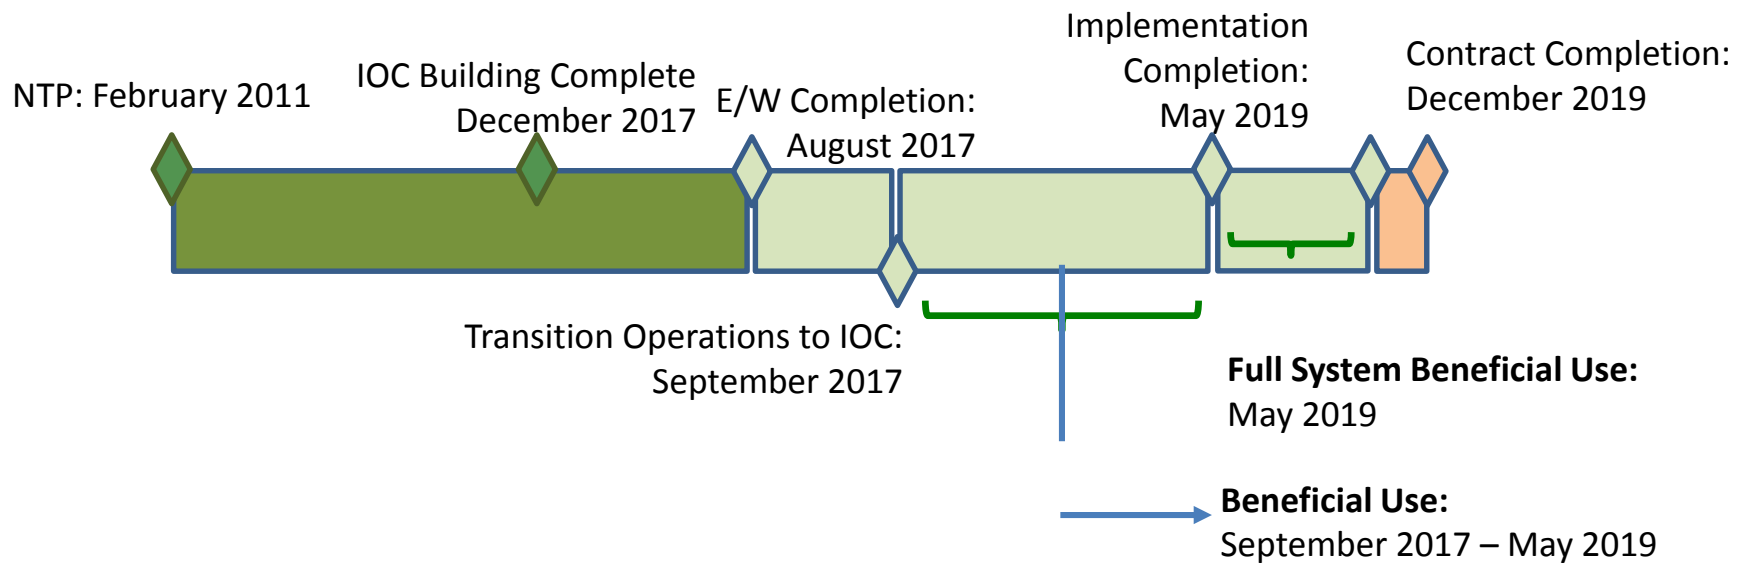 NTP: February 2011
IOC Building Complete
December 2017
E/W Completion:
August 2017
Implementation
Completion:
May 2019
Contract Completion:
December 2019
Transition Operations to IOC:
September 2017
Full System Beneficial Use:
May 2019
Beneficial Use:
September 2017 – May 2019